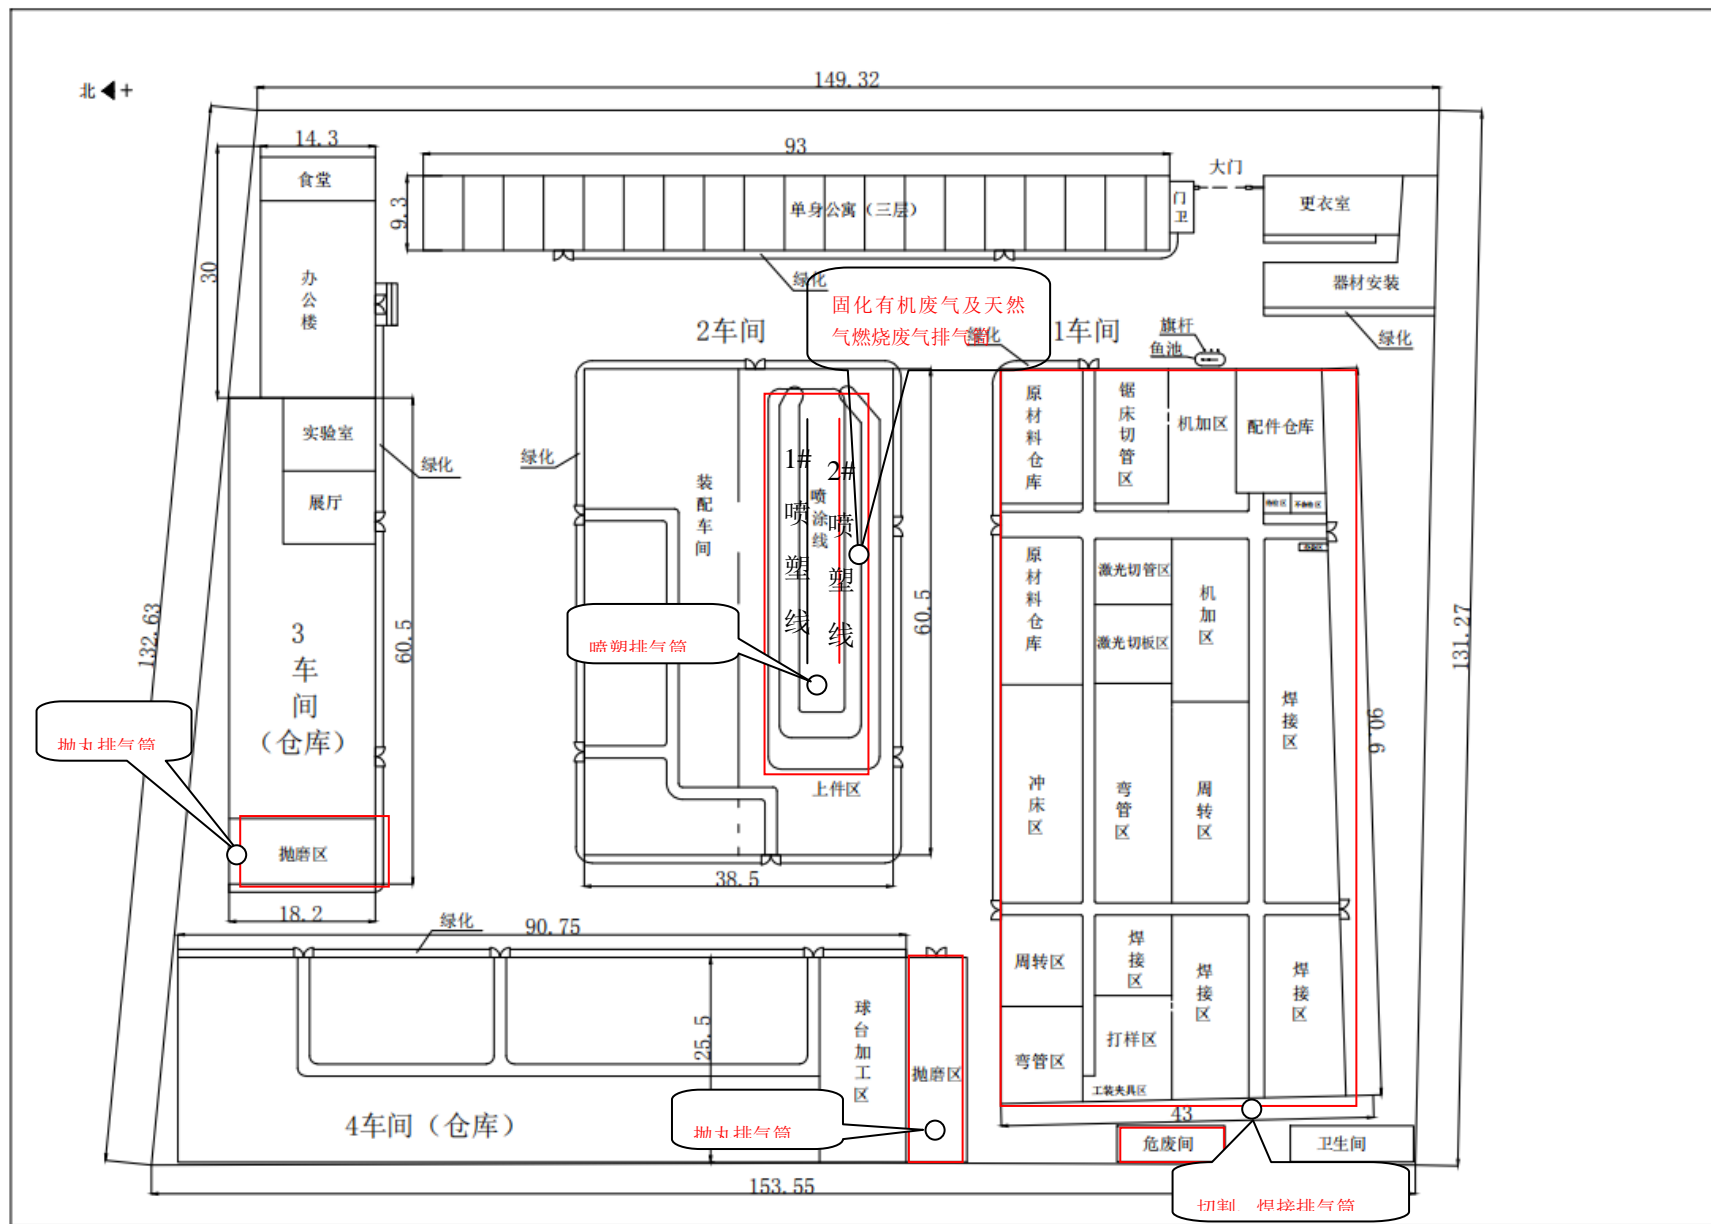 149.32
北
14.3
93
大门
食堂
单身公寓（三层）
门卫
更衣室
9.3
30
办公楼
绿化
器材安装
固化有机废气及天然
气燃烧废气排气筒
绿化
2车间
1车间
旗杆
鱼池
绿化
原材料仓库
锯床切管区
机加区
配件仓库
实验室
绿化
绿化
展厅
装配车间
1#喷塑线
喷涂线
2#喷塑线
原材料仓库
激光切管区
机加区
激光切板区
132.63
3车间
（仓库）
60.5
60.5
131.27
喷塑排气筒
焊接区
90.6
抛丸排气筒
上件区
冲床区
弯管区
周转区
抛磨区
38.5
18.2
绿化
90.75
周转区
焊接区
焊接区
焊接区
球台加工区
25.5
打样区
抛磨区
弯管区
工装夹具区
4车间（仓库）
抛丸排气筒
43
危废间
卫生间
153.55
切割、焊接排气筒